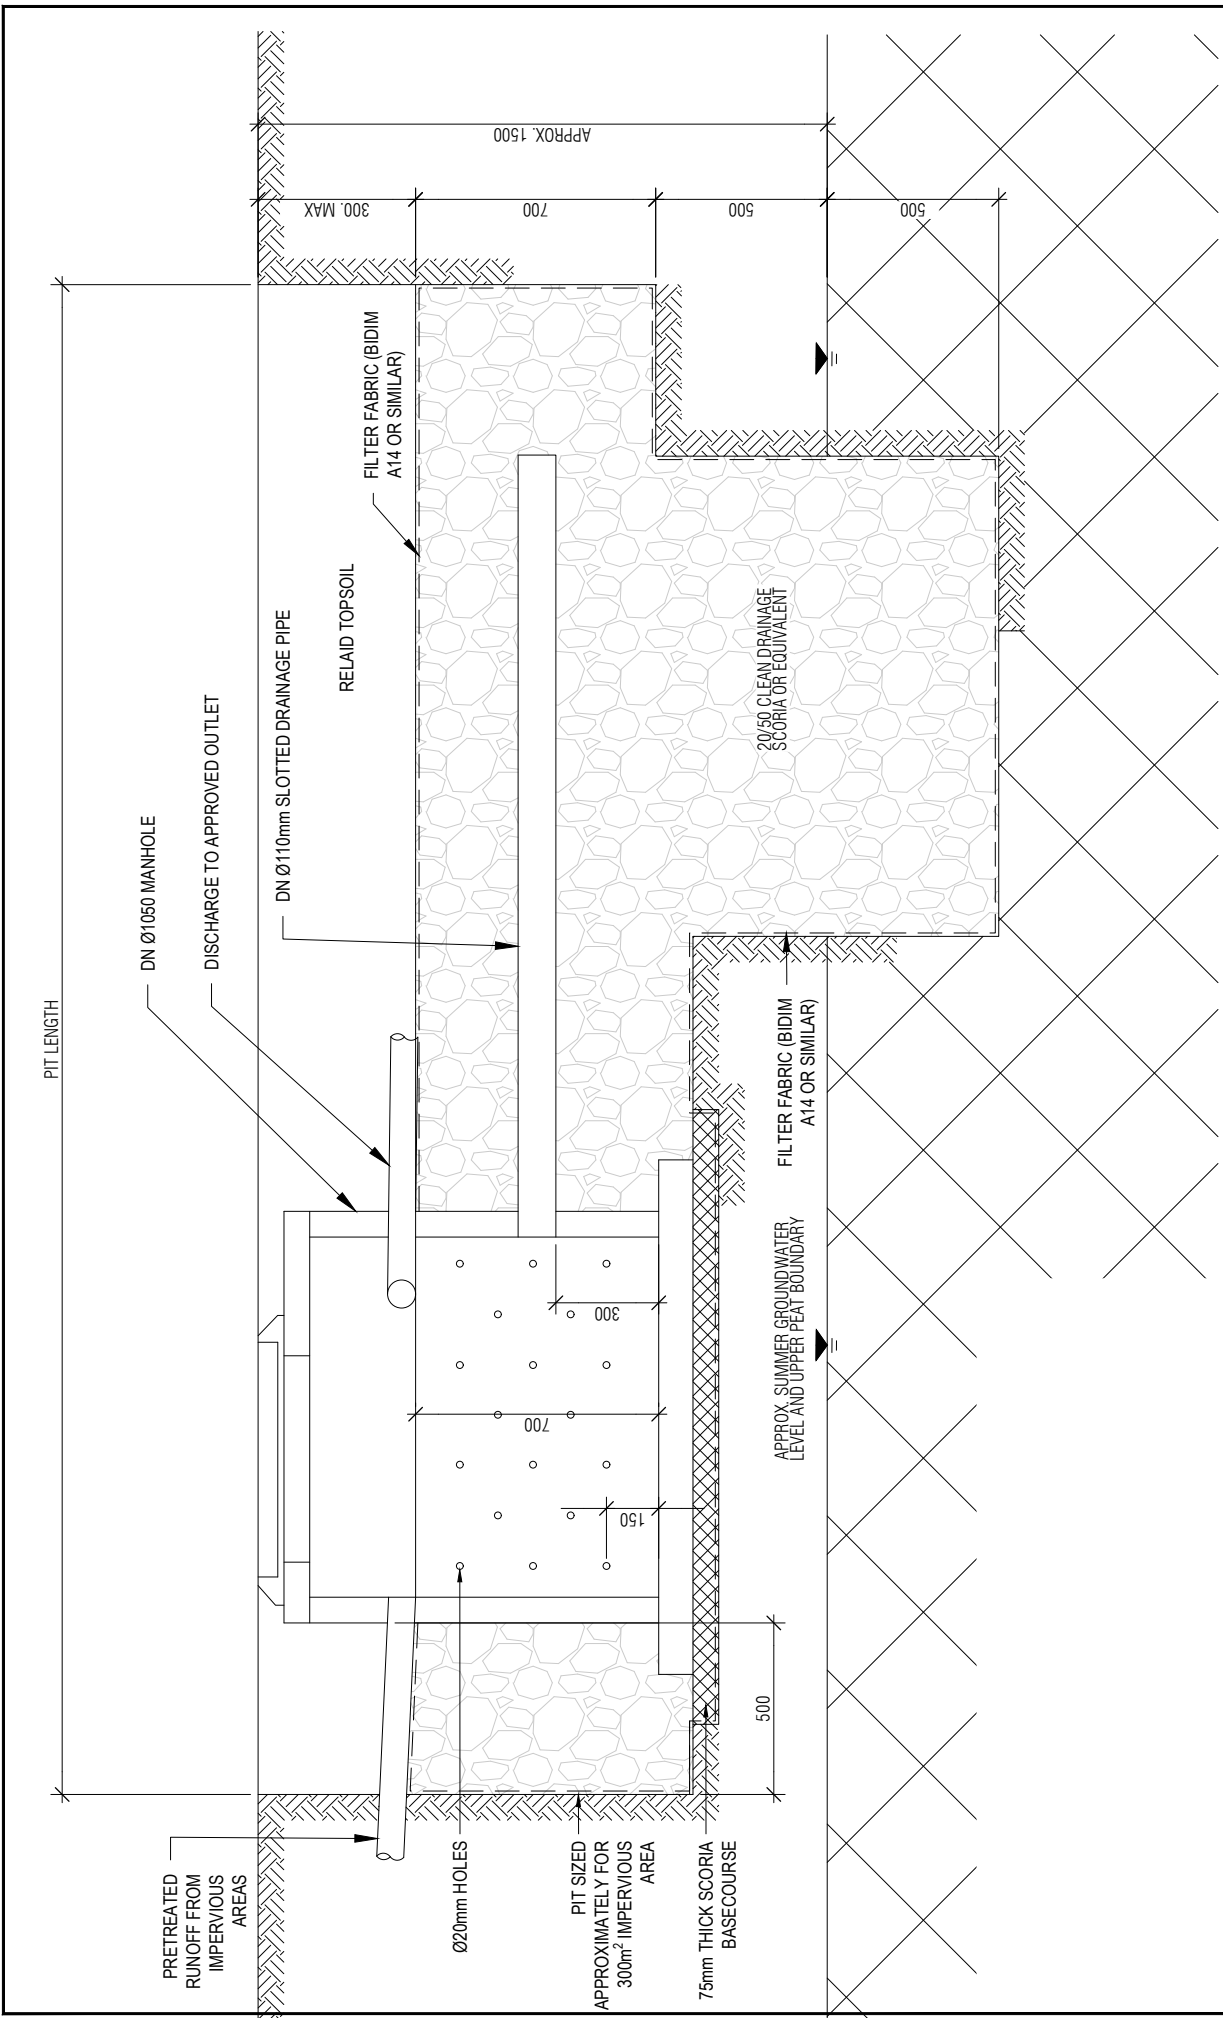 PIT LENGTH
DN Ø1050 MANHOLE
DISCHARGE TO APPROVED OUTLET
DN Ø110mm SLOTTED DRAINAGE PIPE
RELAID TOPSOIL
FILTER FABRIC (BIDIM
A14 OR SIMILAR)
300. MAX
700
500
500
APPROX. 1500
20/50 CLEAN DRAINAGE
SCORIA OR EQUIVALENT
PRETREATED
RUNOFF FROM
IMPERVIOUS
AREAS
Ø20mm HOLES
PIT SIZED
APPROXIMATELY FOR
300m² IMPERVIOUS
AREA
75mm THICK SCORIA
BASECOURSE
500
150
700
300
APPROX. SUMMER GROUNDWATER
LEVEL AND UPPER PEAT BOUNDARY
FILTER FABRIC (BIDIM
A14 OR SIMILAR)